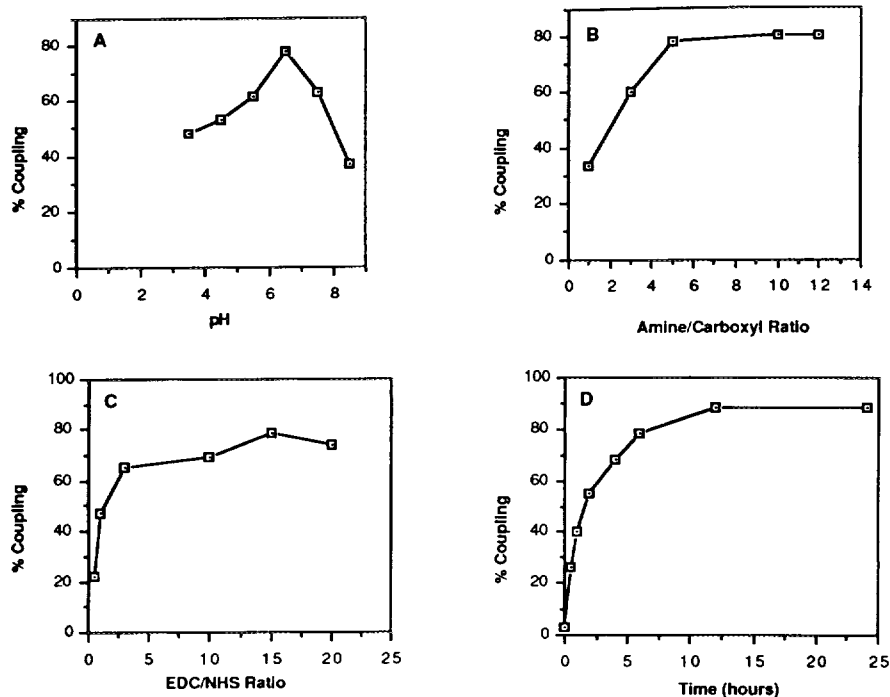 A
% Coupling
80
60
40
20
0
0 2 4 6 8
pH
B
% Coupling
80
60
40
20
0
0 2 4 6 8 10 12 14
Amine/Carboxyl Ratio
C
% Coupling
100
80
60
40
20
0
0 5 10 15 20 25
EDC/NHS Ratio
D
% Coupling
100
80
60
40
20
0
0 5 10 15 20 25
Time (hours)